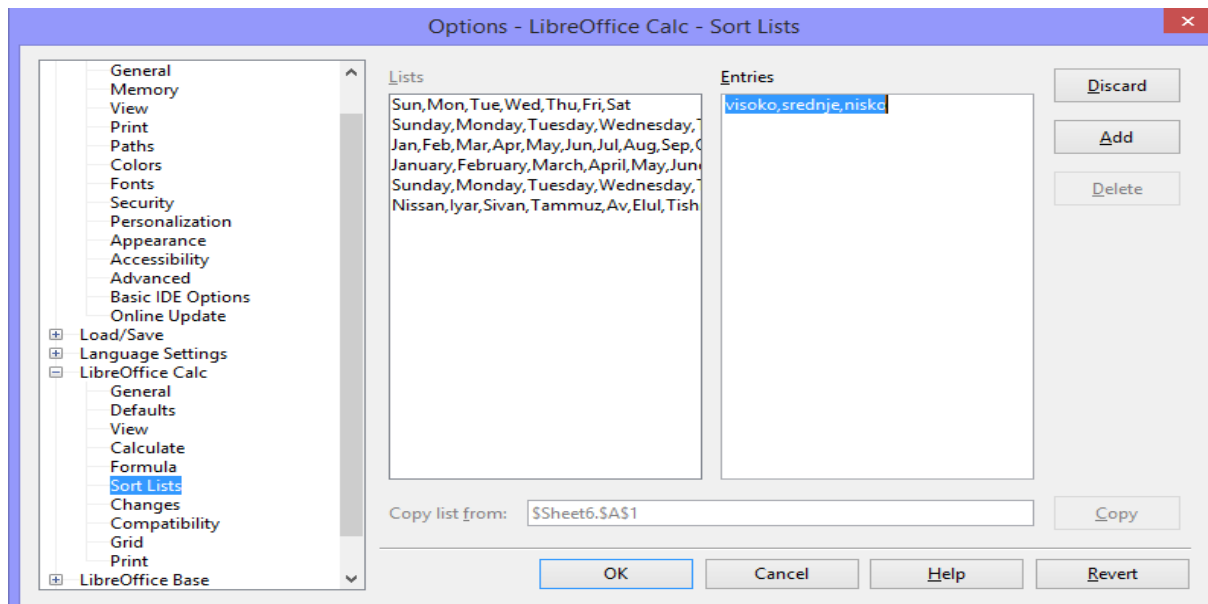 Options - LibreOffice Calc - Sort Lists
General
Memory
View
Print
Paths
Colors
Fonts
Security
Personalization
Appearance
Accessibility
Advanced
Basic IDE Options
Online Update
Load/Save
Language Settings
LibreOffice Calc
General
Defaults
View
Calculate
Formula
Sort Lists
Changes
Compatibility
Grid
Print
LibreOffice Base
Lists
Sun,Mon,Tue,Wed,Thu,Fri,Sat
Sunday,Monday,Tuesday,Wednesday,
Jan,Feb,Mar,Apr,May,Jun,Jul,Aug,Sep,
January,February,March,April,May,June
Sunday,Monday,Tuesday,Wednesday,
Nissan,Iyar,Sivan,Tammuz,Av,Elul,Tish
Entries
visoko,srednje,nisko
Discard
Add
Delete
Copy list from: $Sheet6.$A$1
Copy
OK Cancel Help Revert